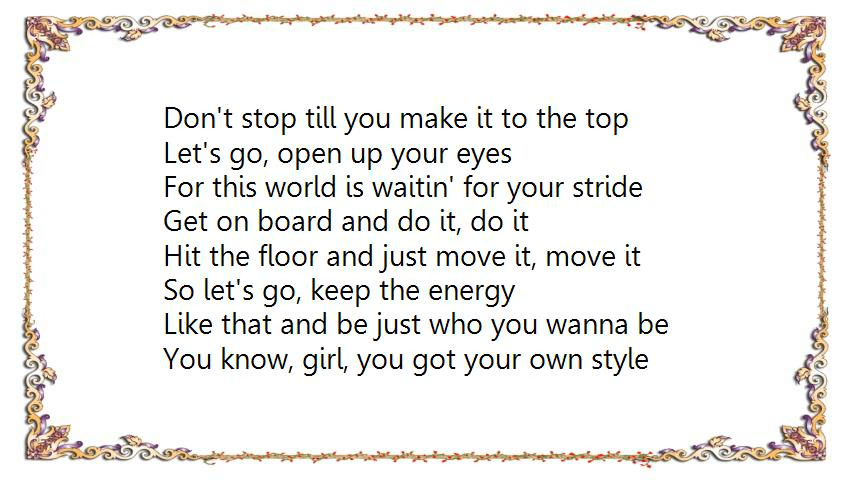 Don't stop till you make it to the top
Let's go, open up your eyes
For this world is waitin' for your stride
Get on board and do it, do it
Hit the floor and just move it, move it
So let's go, keep the energy
Like that and be just who you wanna be
You know, girl, you got your own style